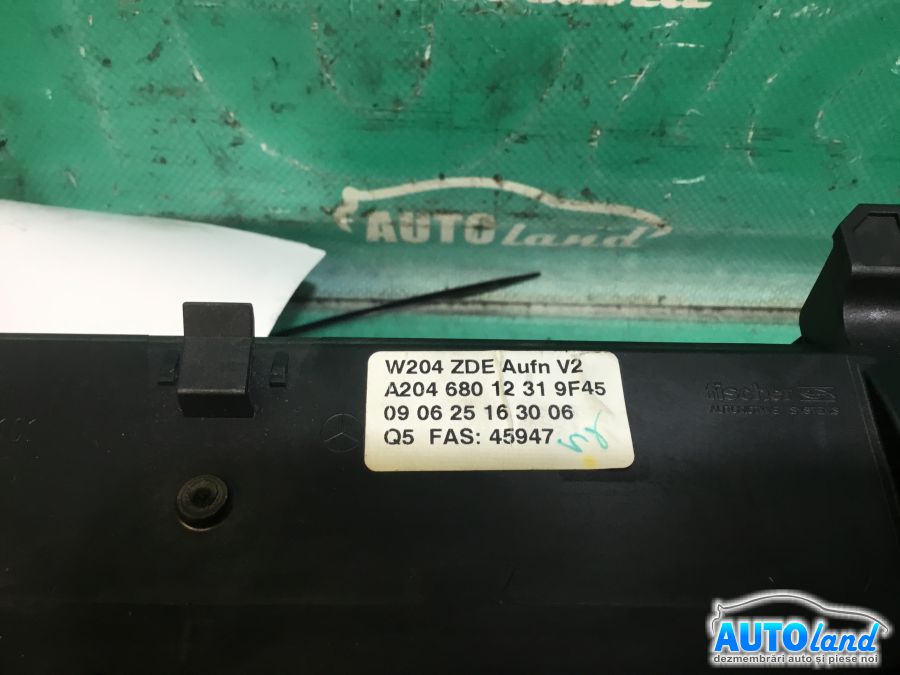 AUTOland
W204 ZDE Aufn V2
A204 680 12 31 9F45
09 06 25 16 30 06
Q5 FAS: 45947
fischer
AUTOMOTIVE SYSTEMS
AUTOland
dezmembrări auto și piese noi